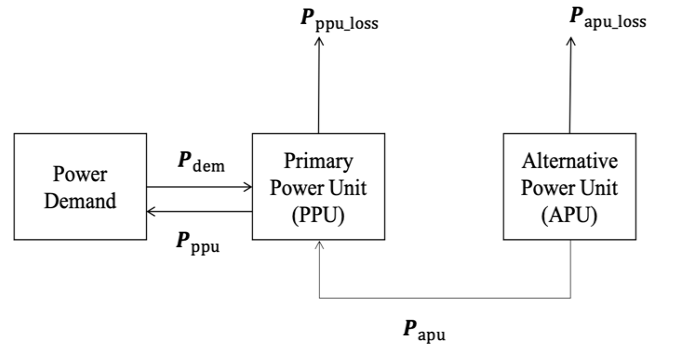 P_ppu_loss
P_apu_loss
Power
Demand
P_dem
P_ppu
Primary
Power Unit
(PPU)
Alternative
Power Unit
(APU)
P_apu